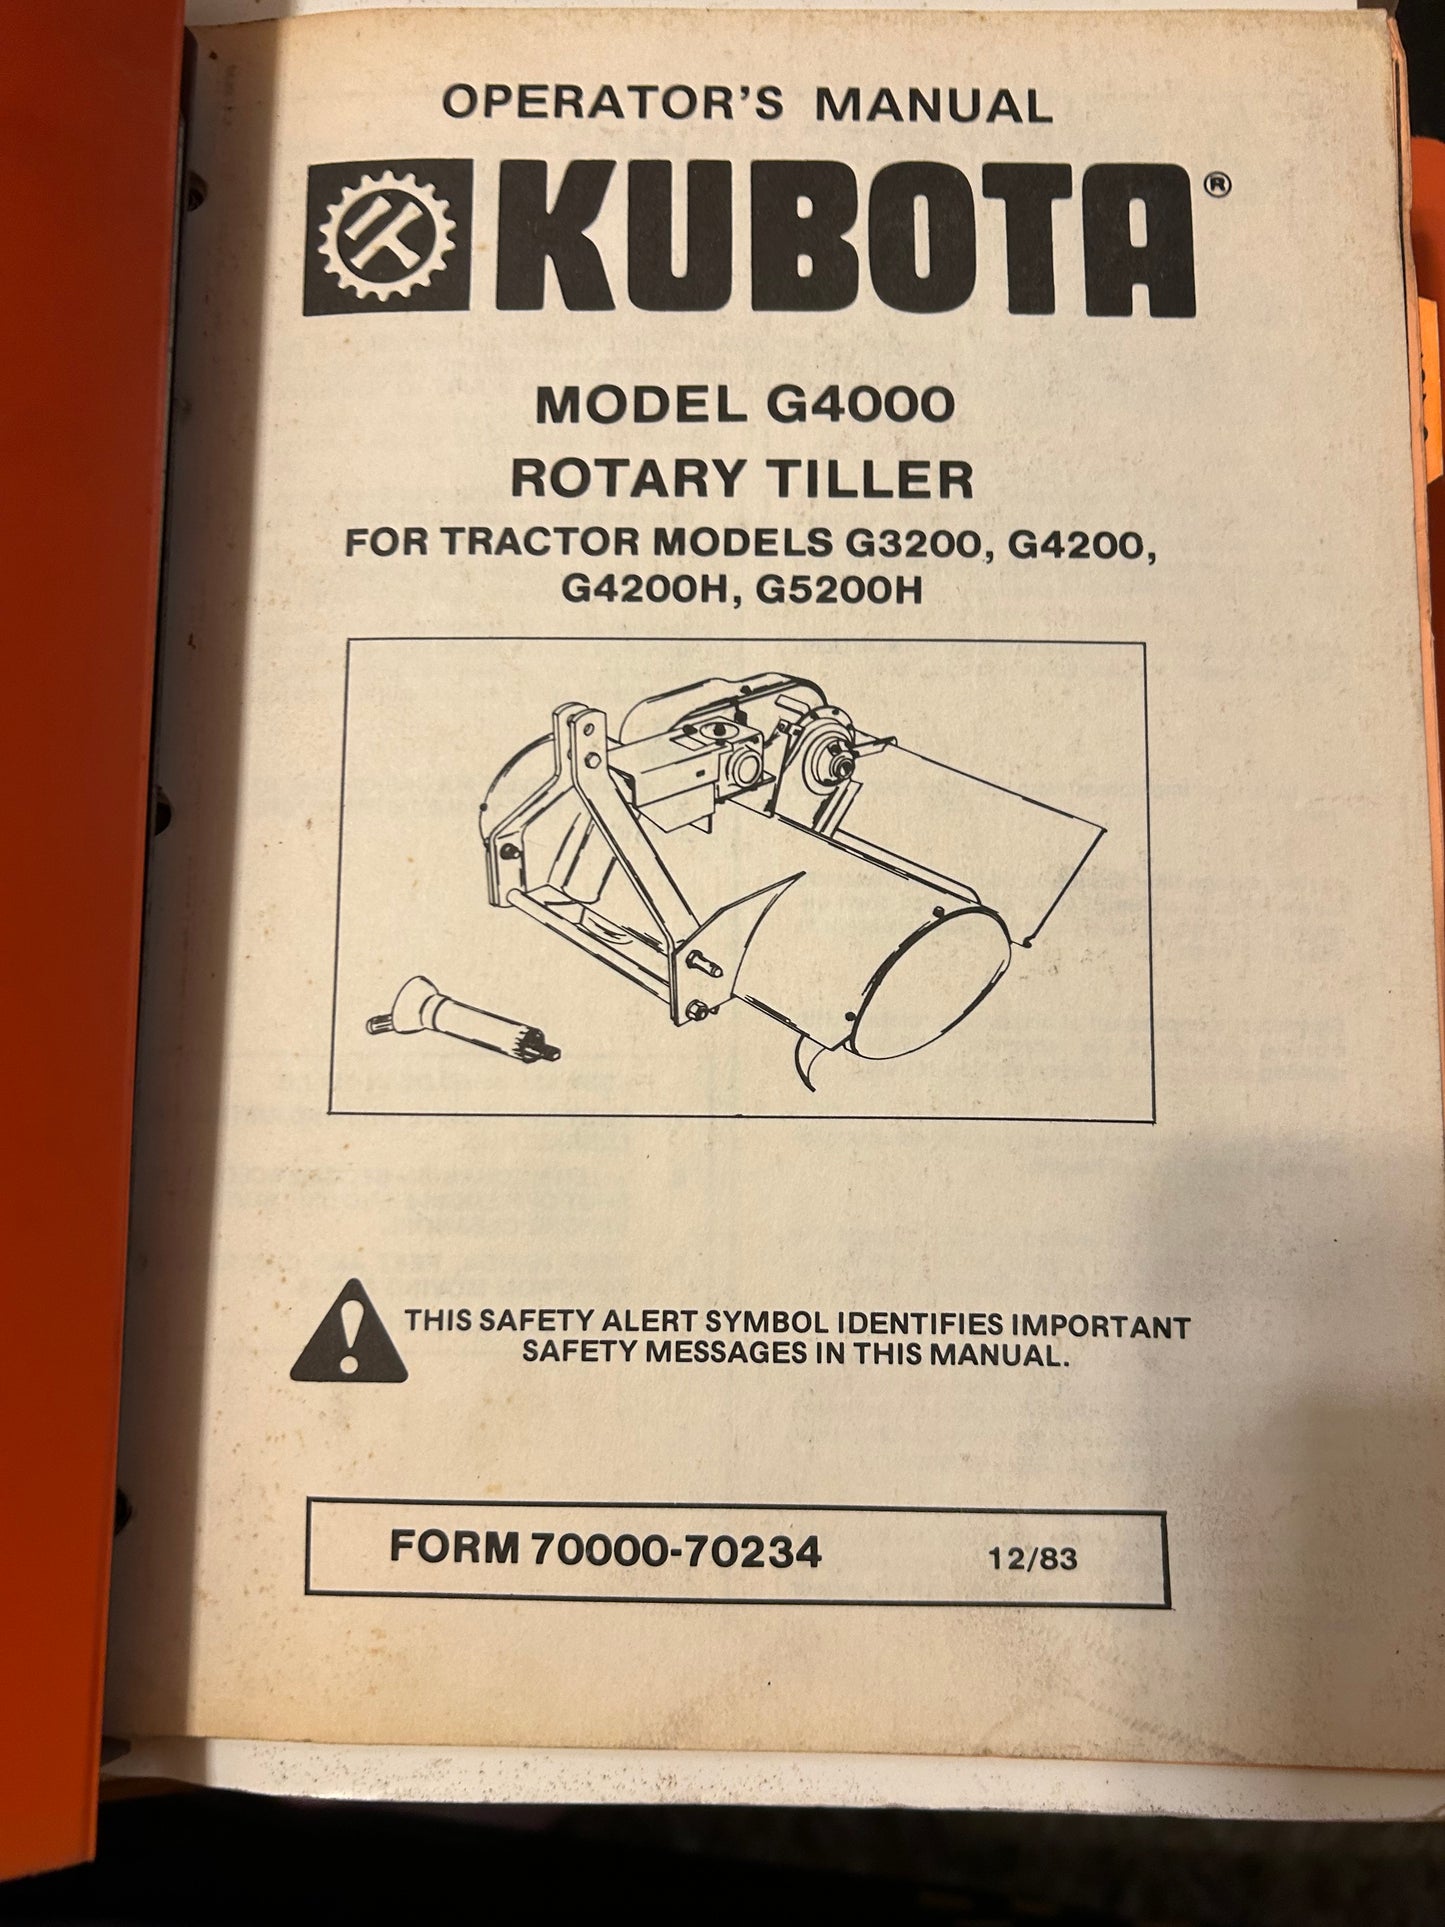 OPERATOR'S MANUAL
KUBOTA®
MODEL G4000
ROTARY TILLER
FOR TRACTOR MODELS G3200, G4200,
G4200H, G5200H
THIS SAFETY ALERT SYMBOL IDENTIFIES IMPORTANT
SAFETY MESSAGES IN THIS MANUAL.
FORM 70000-70234 12/83